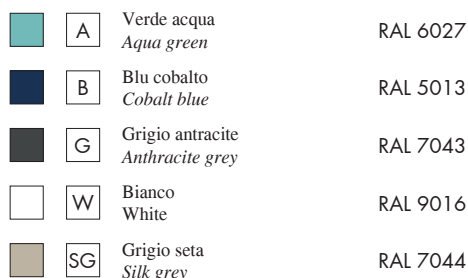 A Verde acqua RAL 6027
Aqua green
B Blu cobalto RAL 5013
Cobalt blue
G Grigio antracite RAL 7043
Anthracite grey
W Bianco RAL 9016
White
SG Grigio seta RAL 7044
Silk grey